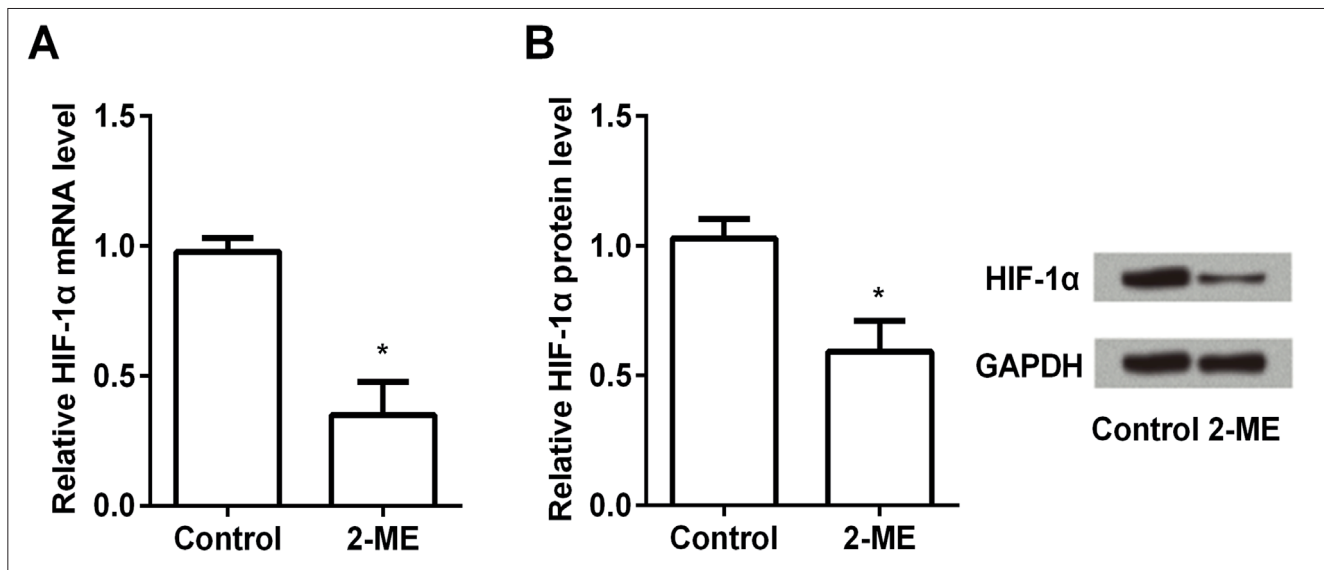 A
Relative HIF-1α mRNA level
1.5
1.0
0.5
0.0
*
Control 2-ME
B
Relative HIF-1α protein level
1.5
1.0
0.5
0.0
*
Control 2-ME
HIF-1α
GAPDH
Control 2-ME